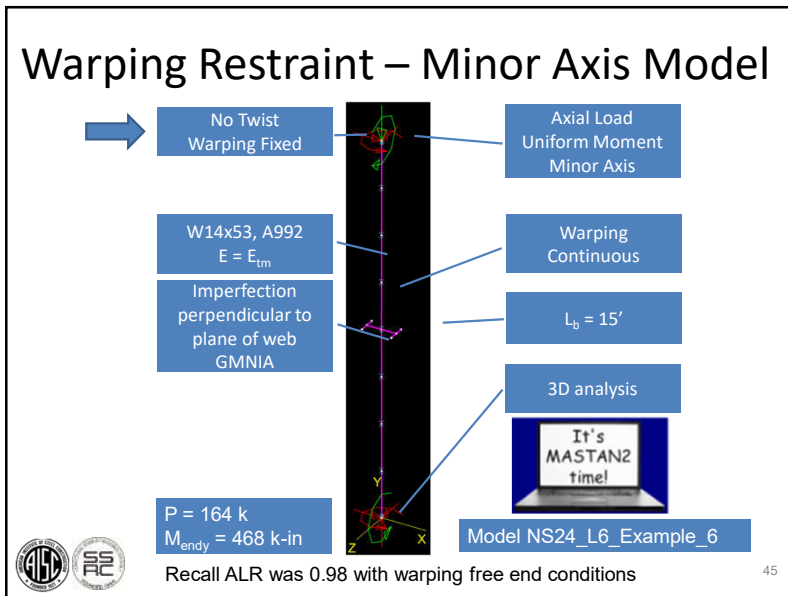 Warping Restraint – Minor Axis Model
No Twist
Warping Fixed
Axial Load
Uniform Moment
Minor Axis
W14x53, A992
E = Etm
Warping
Continuous
Imperfection
perpendicular to
plane of web
GMNIA
Lb = 15’
3D analysis
It's
MASTAN2
time!
Y
X
Z
P = 164 k
Mendy = 468 k-in
Model NS24_L6_Example_6
AISC
SSRC
Recall ALR was 0.98 with warping free end conditions
45